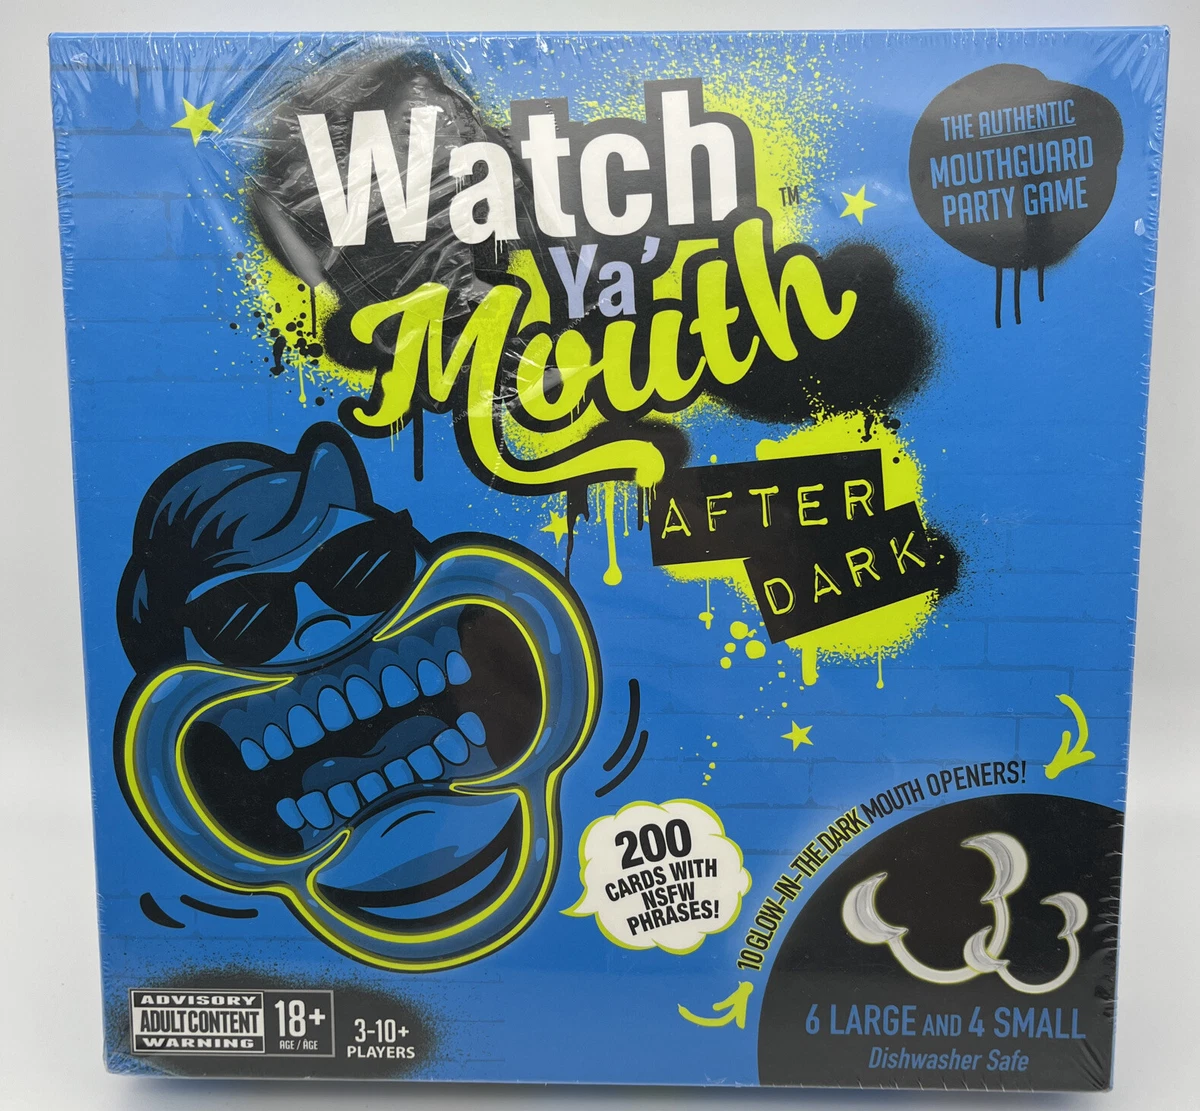 Watch
Ya'
Mouth
TM
THE AUTHENTIC
MOUTHGUARD
PARTY GAME
AFTER
DARK
200
CARDS WITH
NSFW
PHRASES!
10 GLOW-IN-THE DARK MOUTH OPENERS!
6 LARGE AND 4 SMALL
Dishwasher Safe
ADVISORY
ADULT CONTENT
WARNING
18+
AGE / ÂGE
3-10+
PLAYERS